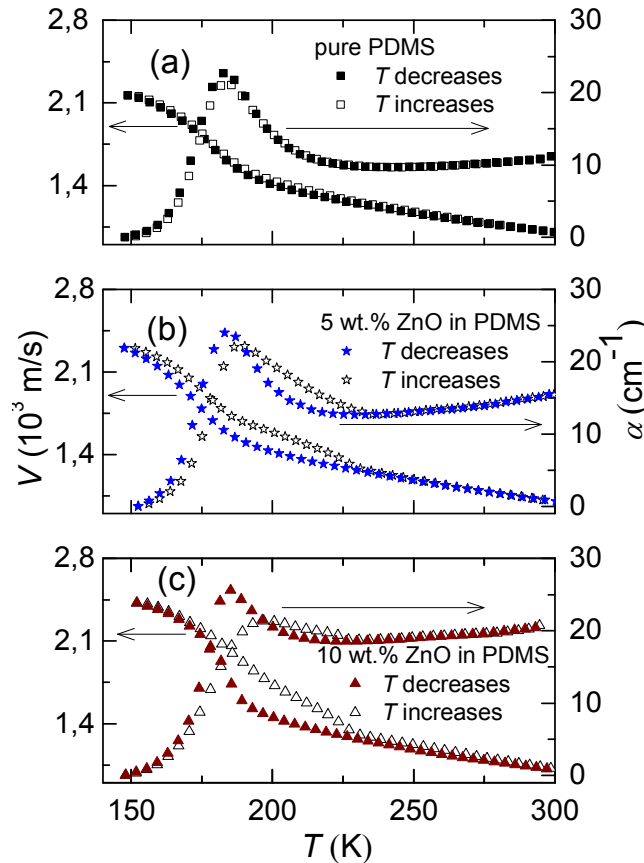 2,8
30
pure PDMS
(a)
T decreases
T increases
2,1
20
1,4
10
0
2,8
30
(b)
5 wt.% ZnO in PDMS
T decreases
T increases
2,1
20
1,4
10
0
V (10³ m/s)
α (cm⁻¹)
2,8
30
(c)
2,1
20
10 wt.% ZnO in PDMS
T decreases
T increases
1,4
10
0
150 200 250 300
T (K)